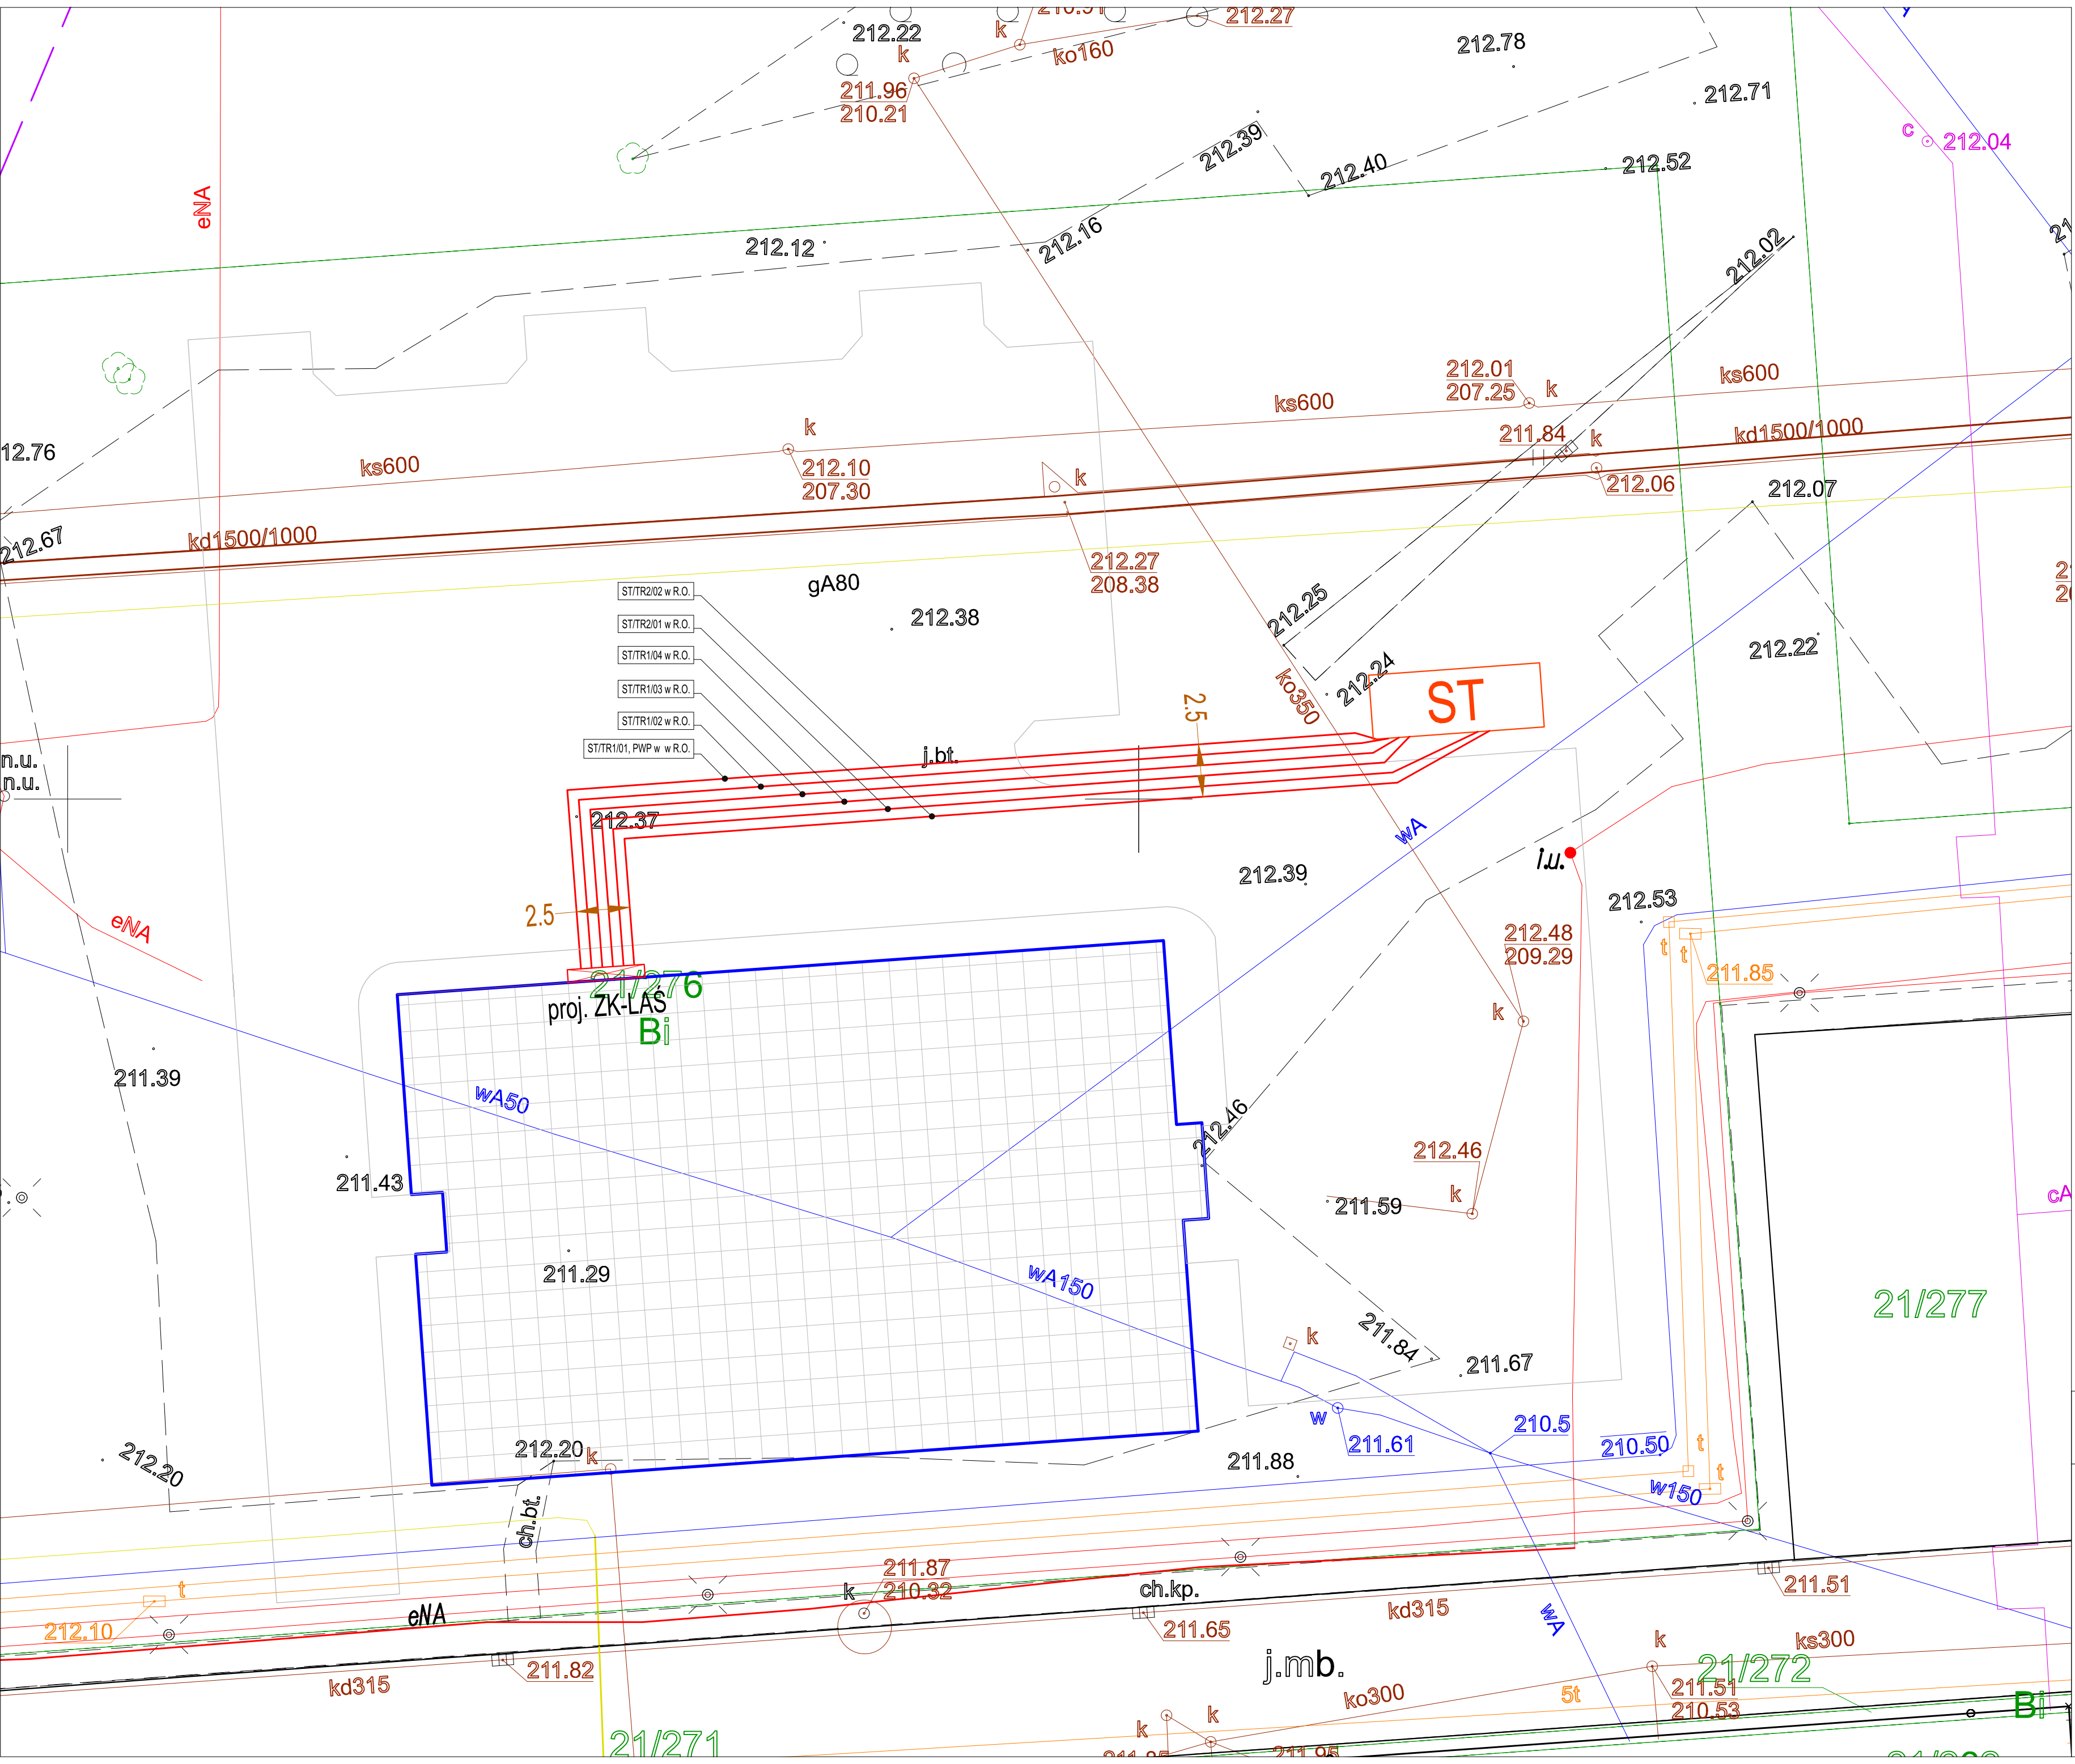 212.27
k
212.22
k
ko160
212.78
211.96
210.21
212.71
212.39
c
212.04
212.40
212.52
eNA
212.12
212.16
212.02
212.01
207.25
k
ks600
ks600
k
211.84
k
kd1500/1000
12.76
ks600
212.10
207.30
k
212.06
212.07
212.67
kd1500/1000
212.27
208.38
gA80
ST/TR2/02 w R.O.
212.38
212.25
ST/TR2/01 w R.O.
212.22
ST/TR1/04 w R.O.
212.24
ST/TR1/03 w R.O.
ko350
ST
2.5
ST/TR1/02 w R.O.
ST/TR1/01, PWP w w R.O.
j.bt.
n.u.
n.u.
212.37
wA
i.u.
212.39
212.53
2.5
eNA
212.48
209.29
t
t
211.85
21/276
proj. ZK-LAŚ
Bi
k
211.39
wA50
212.46
212.46
211.43
k
211.59
cA
211.29
wA150
21/277
k
211.84
211.67
w
211.61
210.5
210.50
212.20
k
212.20
211.88
t
t
w150
ch.bt.
211.87
210.32
k
t
ch.kp.
211.51
eNA
kd315
212.10
211.65
wA
k
ks300
211.82
kd315
j.mb.
21/272
ko300
5t
211.51
210.53
Bi
k
k
21/271
211.95